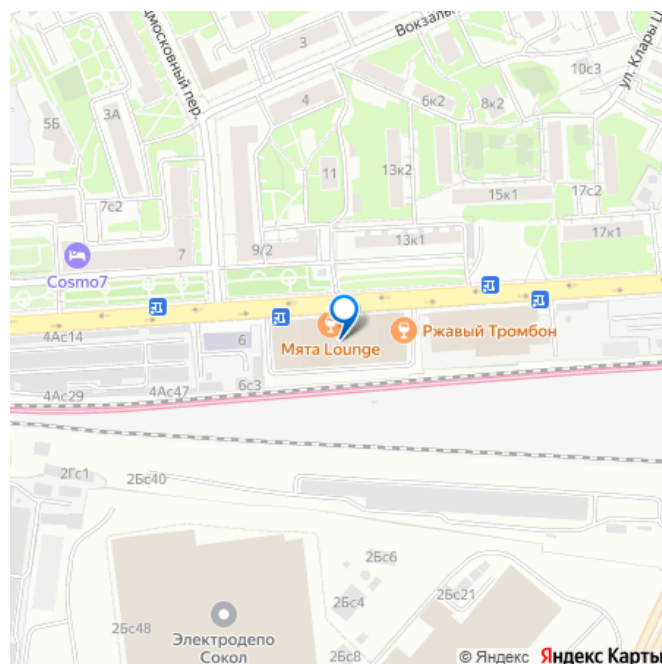 дмосковный пер.
Вокзаль
ул. Клары Ц
3
10с3
3А
4
6к2
8к2
5Б
11
13к2
7с2
15к1
17с2
9/2
13к1
17к1
7
Cosmo7
4Ас14
6
Мята Lounge
Ржавый Тромбон
6с3
4Ас29
4Ас47
2Гс1
2Бс40
2Бс6
2Бс4
2Бс21
2Бс48
Электродепо
Сокол
2Бс8
© Яндекс Яндекс Карты